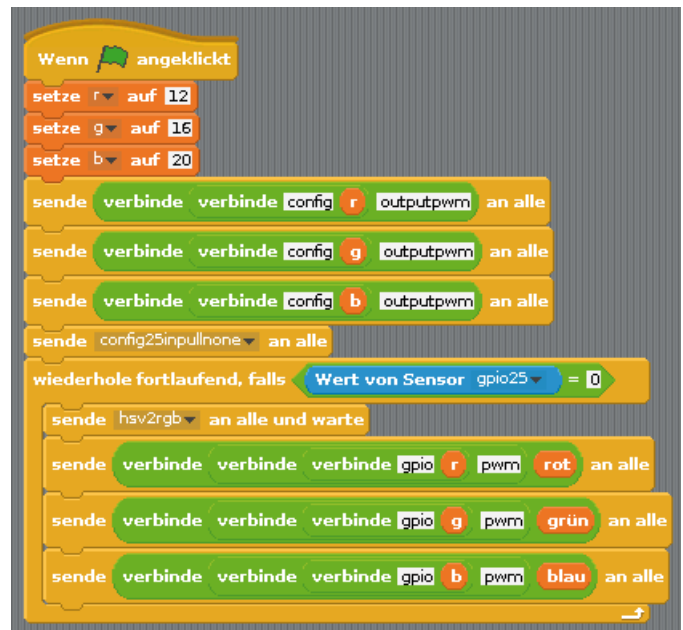 Wenn angeklickt
setze r auf 12
setze g auf 16
setze b auf 20
sende verbinde verbinde config r outputpwm an alle
sende verbinde verbinde config g outputpwm an alle
sende verbinde verbinde config b outputpwm an alle
sende config25inpullnone an alle
wiederhole fortlaufend, falls Wert von Sensor gpio25 = 0
sende hsv2rgb an alle und warte
sende verbinde verbinde verbinde gpio r pwm rot an alle
sende verbinde verbinde verbinde gpio g pwm grün an alle
sende verbinde verbinde verbinde gpio b pwm blau an alle